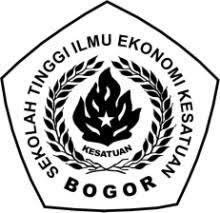 SEKOLAH TINGGI ILMU EKONOMI KESATUAN
KESATUAN
BOGOR